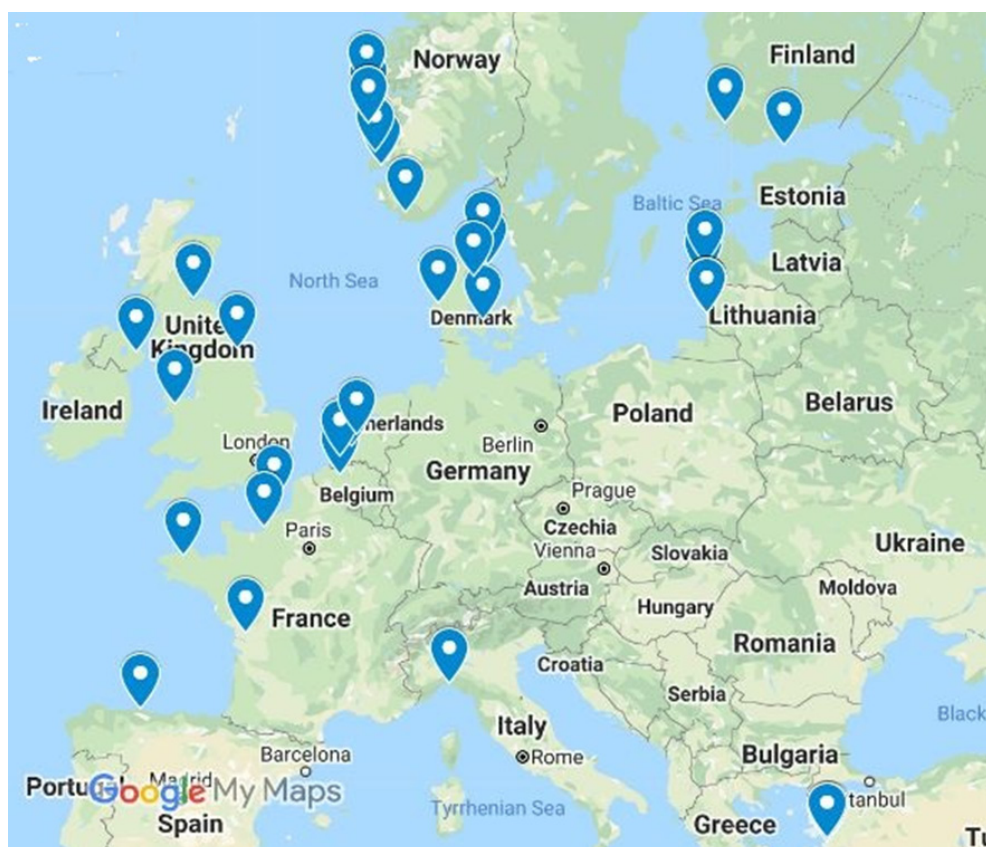 Norway
Finland
Baltic Sea
Estonia
North Sea
Latvia
Denmark
Lithuania
Unite
Kingdom
Ireland
Belarus
Poland
herlands
Berlin
London
Germany
Belgium
Prague
Paris
Czechia
Ukraine
Vienna
Slovakia
Austria
Moldova
Hungary
France
Romania
Croatia
Serbia
Italy
Black
Rome
Bulgaria
Barcelona
Portu
Madrid
Google My Maps
tanbul
Tyrrhenian Sea
Spain
Greece
Tu